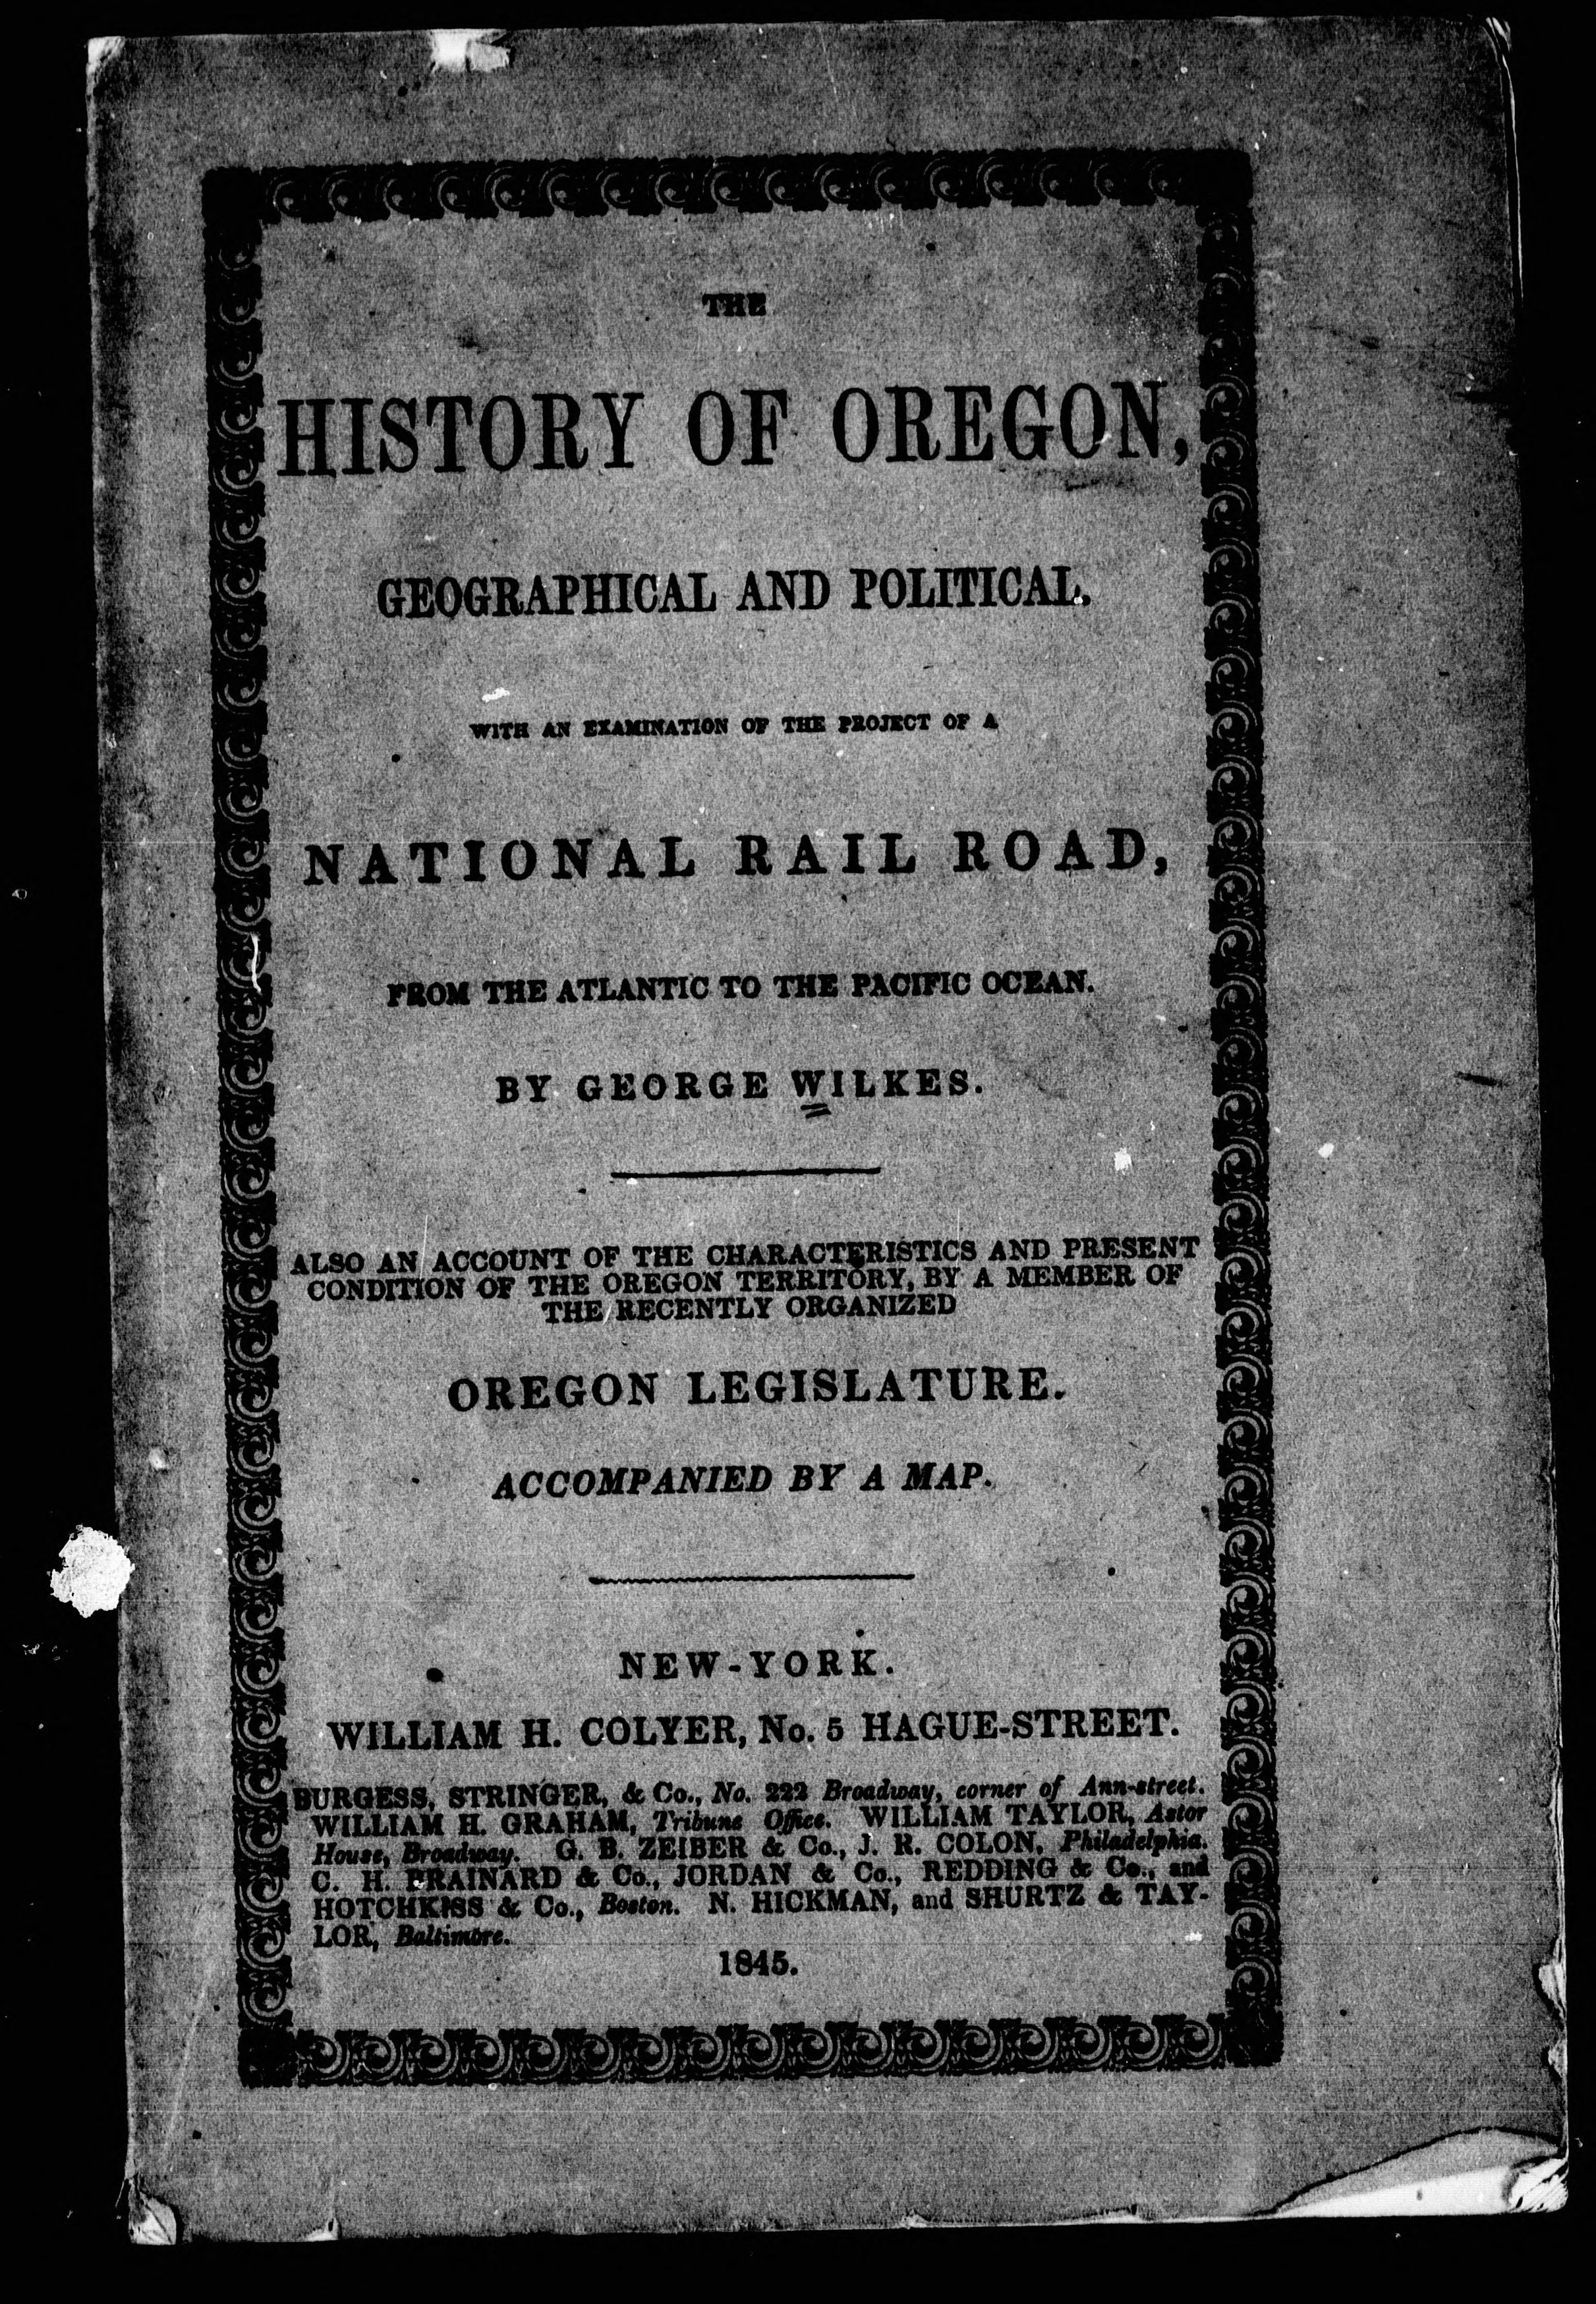 THE
HISTORY OF OREGON,
GEOGRAPHICAL AND POLITICAL,
WITH AN EXAMINATION OF THE PROJECT OF A
NATIONAL RAIL ROAD,
FROM THE ATLANTIC TO THE PACIFIC OCEAN.
BY GEORGE WILKES.
ALSO AN ACCOUNT OF THE CHARACTERISTICS AND PRESENT
CONDITION OF THE OREGON TERRITORY, BY A MEMBER OF
THE RECENTLY ORGANIZED
OREGON LEGISLATURE.
ACCOMPANIED BY A MAP.
NEW-YORK.
WILLIAM H. COLYER, No. 5 HAGUE-STREET.
BURGESS, STRINGER, & Co., No. 222 Broadway, corner of Ann-street.
WILLIAM H. GRAHAM, Tribune Office. WILLIAM TAYLOR, Astor
House, Broadway. G. B. ZEIBER & Co., J. R. COLON, Philadelphia.
C. H. BRAINARD & Co., JORDAN & Co., REDDING & Co., and
HOTCHKISS & Co., Boston. N. HICKMAN, and SHURTZ & TAY-
LOR, Baltimore.
1845.